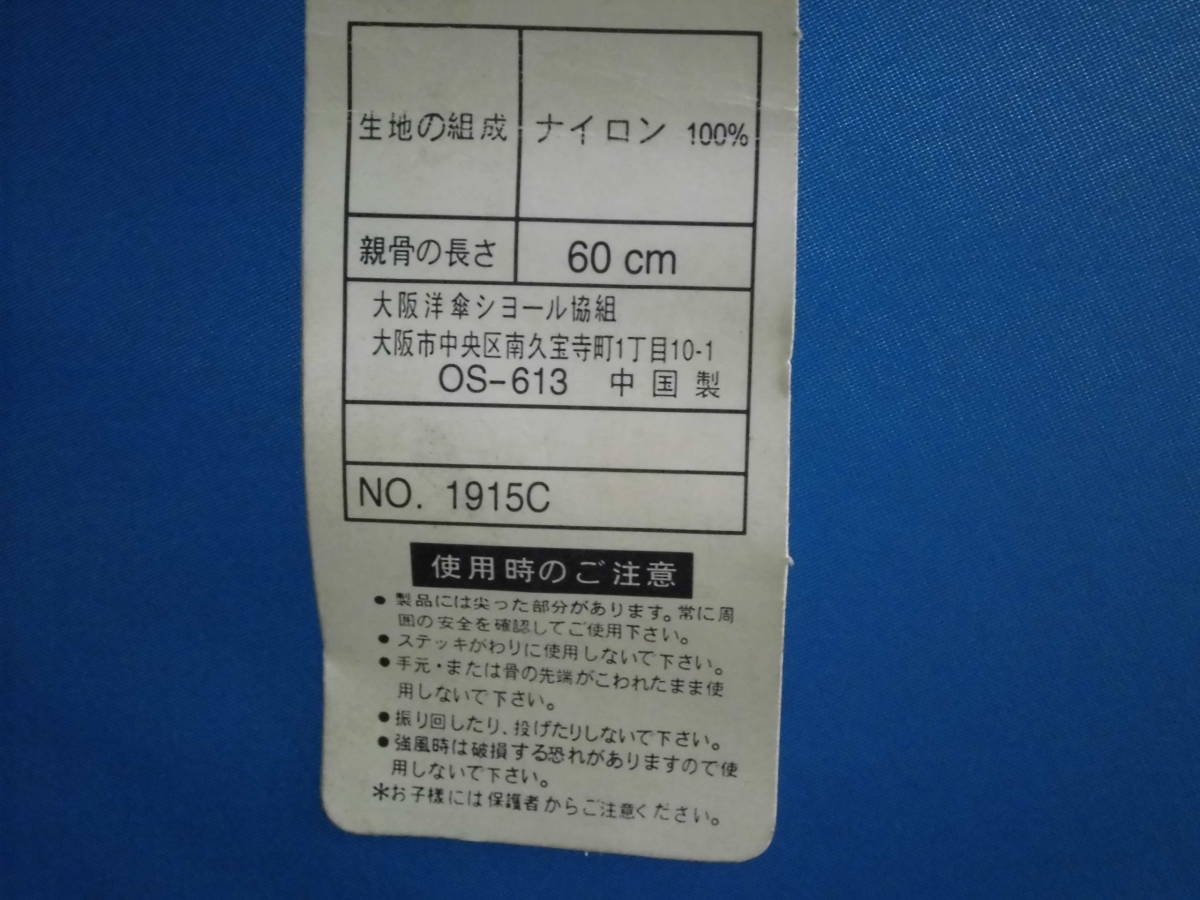 生地の組成 ナイロン 100%
親骨の長さ 60 cm
大阪洋傘シヨール協組
大阪市中央区南久宝寺町1丁目10-1
OS-613 中国製
NO. 1915C
使用時のご注意
● 製品には尖った部分があります。常に周
囲の安全を確認してご使用下さい。
● ステッキがわりに使用しないで下さい。
● 手元・または骨の先端がこわれたまま使
用しないで下さい。
● 振り回したり、投げたりしないで下さい。
● 強風時は破損する恐れがありますので使
用しないで下さい。
＊お子様には保護者からご注意ください。